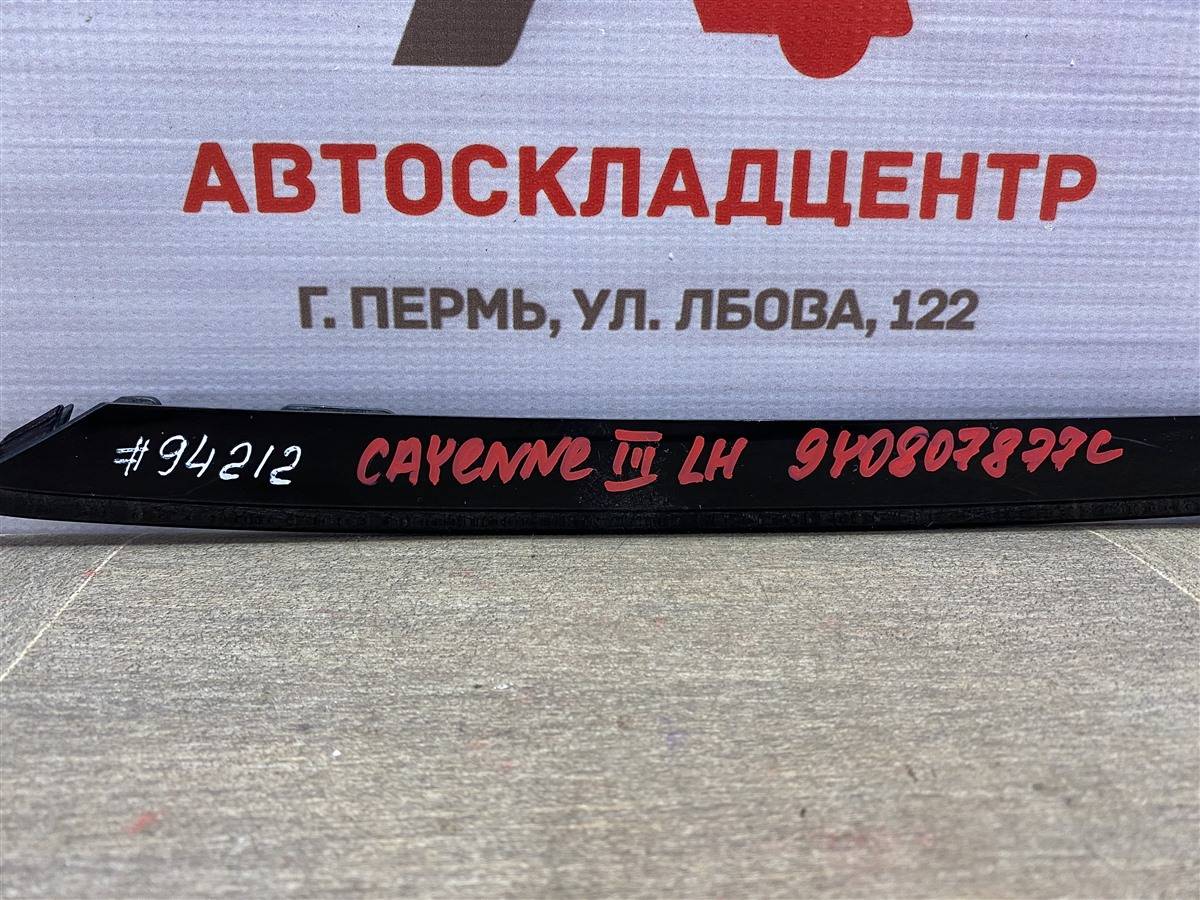 АВТОСКЛАДЦЕНТР
Г. ПЕРМЬ, УЛ. ЛБОВА, 122
#94212 CAYENNE III LH 9Y0807877C